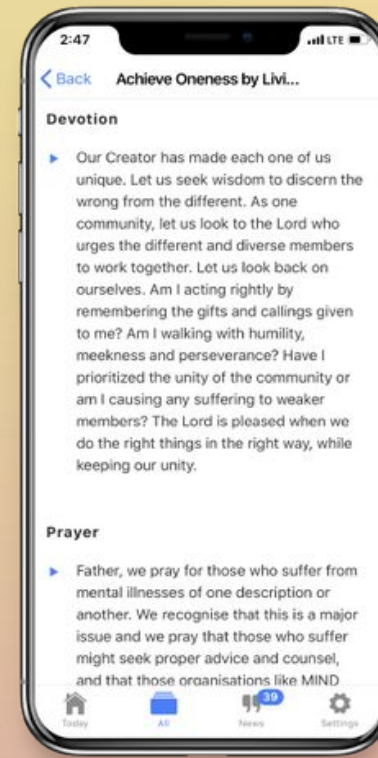 2:47
LTE
Back
Achieve Oneness by Livi...
Devotion
Our Creator has made each one of us
unique. Let us seek wisdom to discern the
wrong from the different. As one
community, let us look to the Lord who
urges the different and diverse members
to work together. Let us look back on
ourselves. Am I acting rightly by
remembering the gifts and callings given
to me? Am I walking with humility,
meekness and perseverance? Have I
prioritized the unity of the community or
am I causing any suffering to weaker
members? The Lord is pleased when we
do the right things in the right way, while
keeping our unity.
Prayer
Father, we pray for those who suffer from
mental illnesses of one description or
another. We recognise that this is a major
issue and we pray that those who suffer
might seek proper advice and counsel,
and that those organisations like MIND
39
Today
All
News
Settings